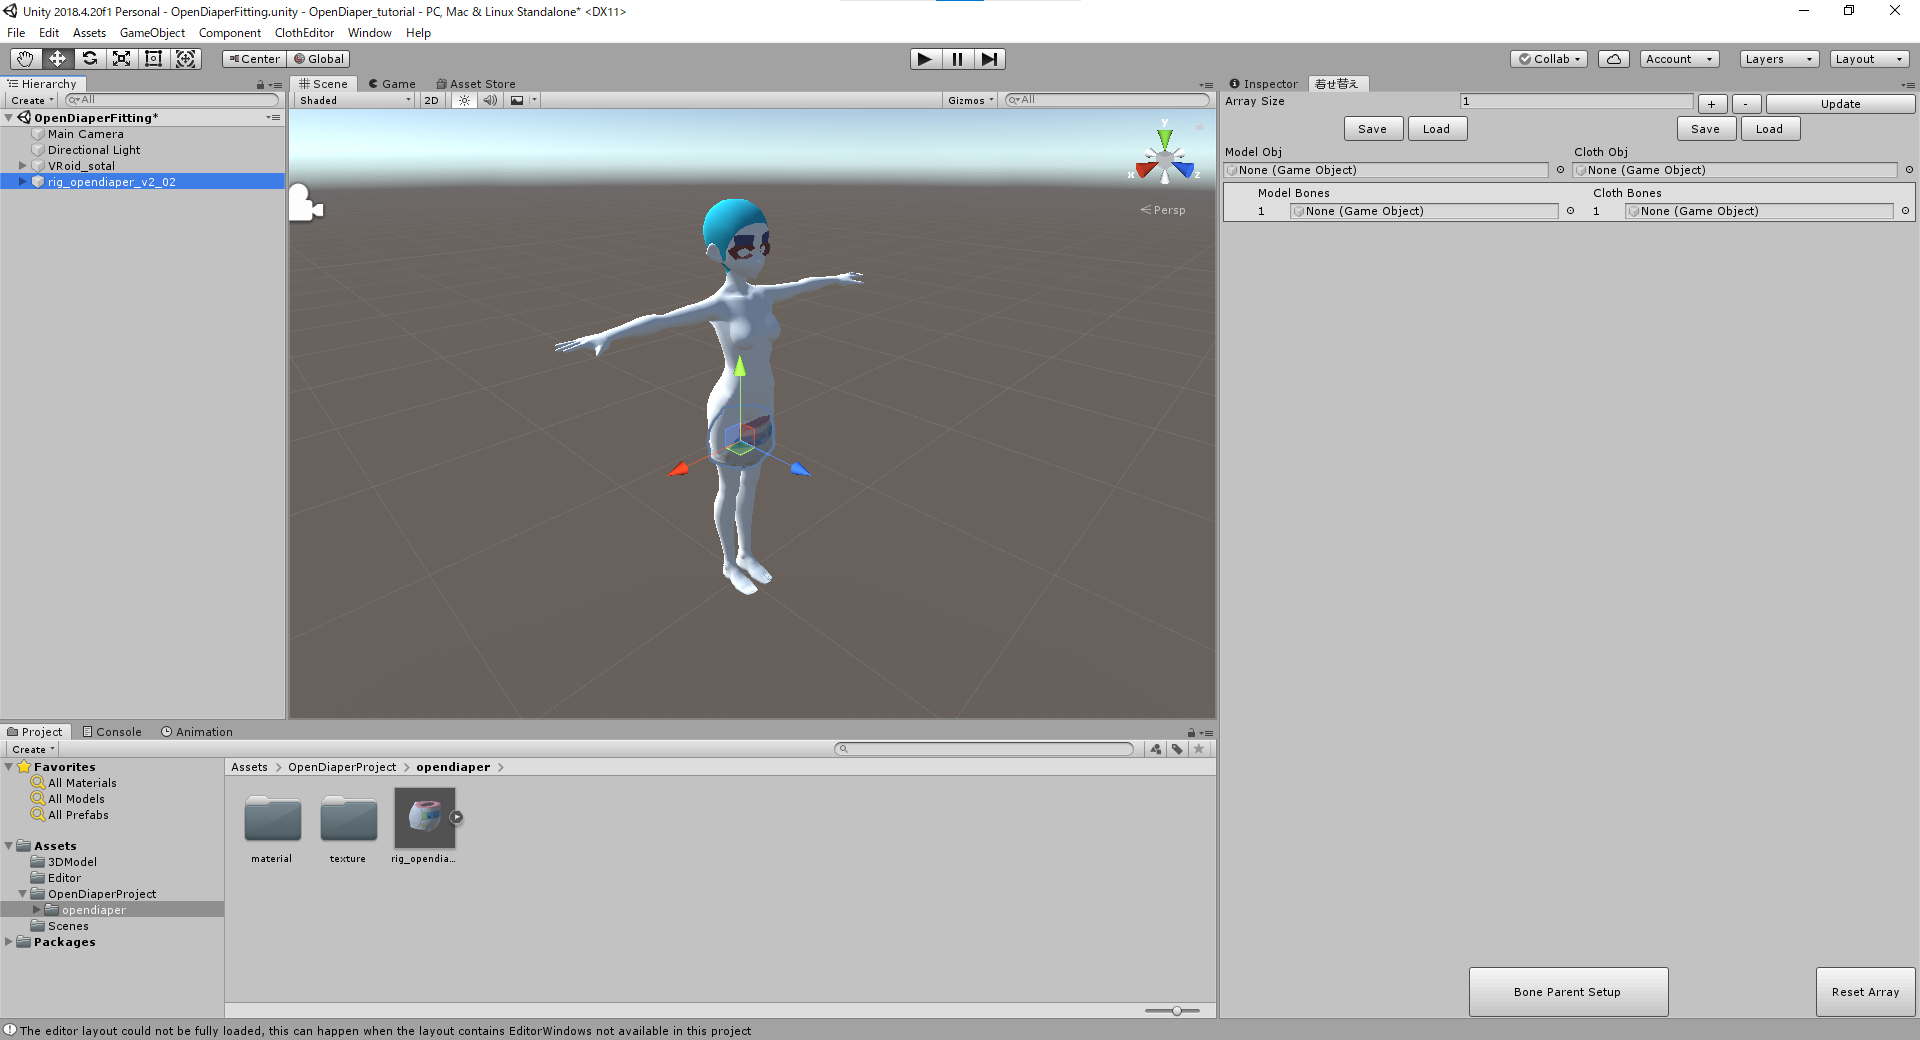 Unity 2018.4.20f1 Personal - OpenDiaperFitting.unity - OpenDiaper_tutorial - PC, Mac & Linux Standalone* <DX11>
File Edit Assets GameObject Component ClothEditor Window Help
Center Global Collab Account Layers Layout
Hierarchy
Create All
OpenDiaperFitting*
Main Camera
Directional Light
VRoid_sotal
rig_opendiaper_v2_02
Scene Game Asset Store
Shaded 2D Gizmos All
y
x z
Persp
Inspector 着せ替え
Array Size 1 + - Update
Save Load Save Load
Model Obj Cloth Obj
None (Game Object) None (Game Object)
Model Bones Cloth Bones
1 None (Game Object) 1 None (Game Object)
Bone Parent Setup Reset Array
Project Console Animation
Create
Favorites
All Materials
All Models
All Prefabs
Assets
3DModel
Editor
OpenDiaperProject
opendiaper
Scenes
Packages
Assets > OpenDiaperProject > opendiaper >
material texture rig_opendia...
The editor layout could not be fully loaded, this can happen when the layout contains EditorWindows not available in this project